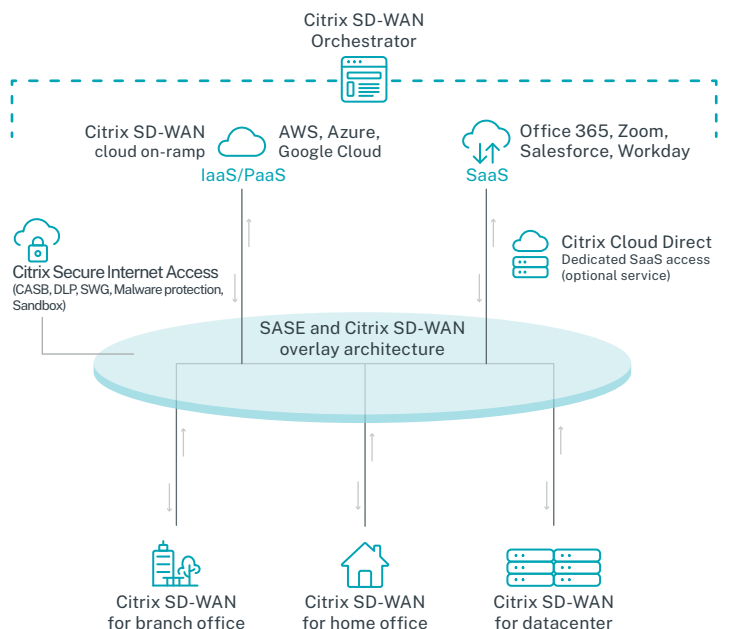 Citrix SD-WAN
Orchestrator
Citrix SD-WAN
cloud on-ramp
AWS, Azure,
Google Cloud
IaaS/PaaS
Office 365, Zoom,
Salesforce, Workday
SaaS
Citrix Secure Internet Access
(CASB, DLP, SWG, Malware protection,
Sandbox)
Citrix Cloud Direct
Dedicated SaaS access
(optional service)
SASE and Citrix SD-WAN
overlay architecture
Citrix SD-WAN
for branch office
Citrix SD-WAN
for home office
Citrix SD-WAN
for datacenter